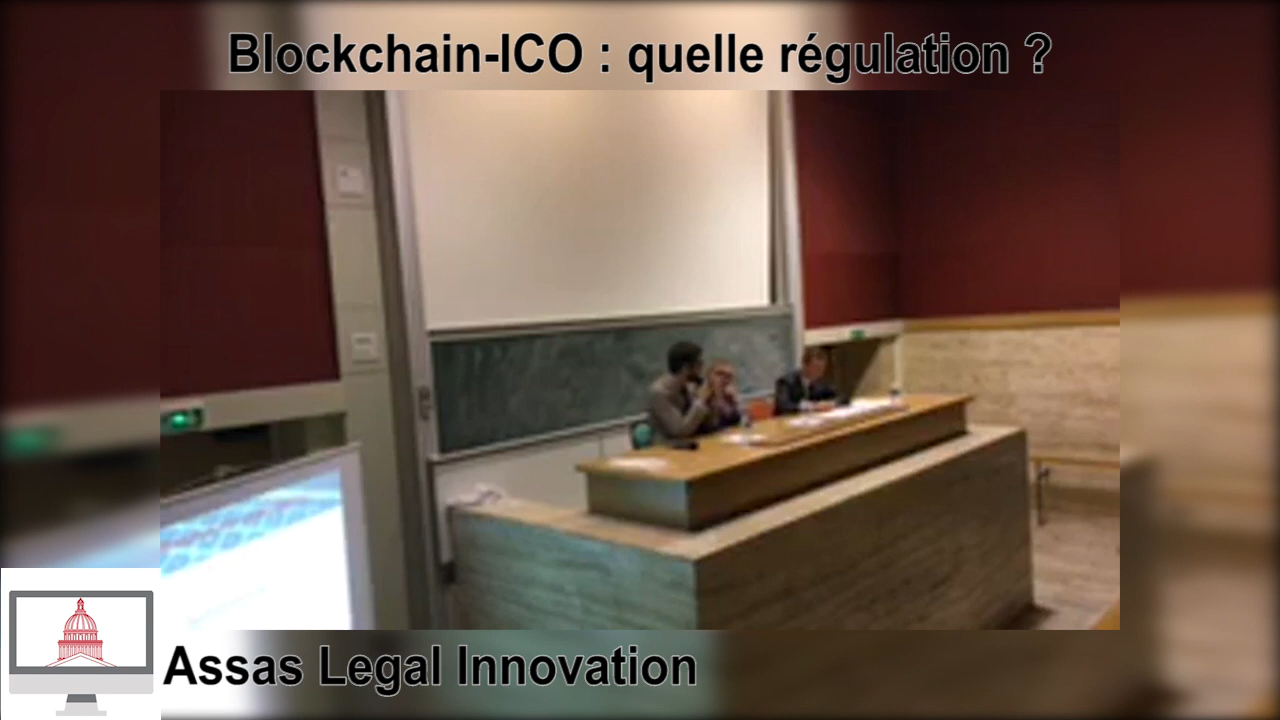 Blockchain-ICO : quelle régulation ?
Assas Legal Innovation